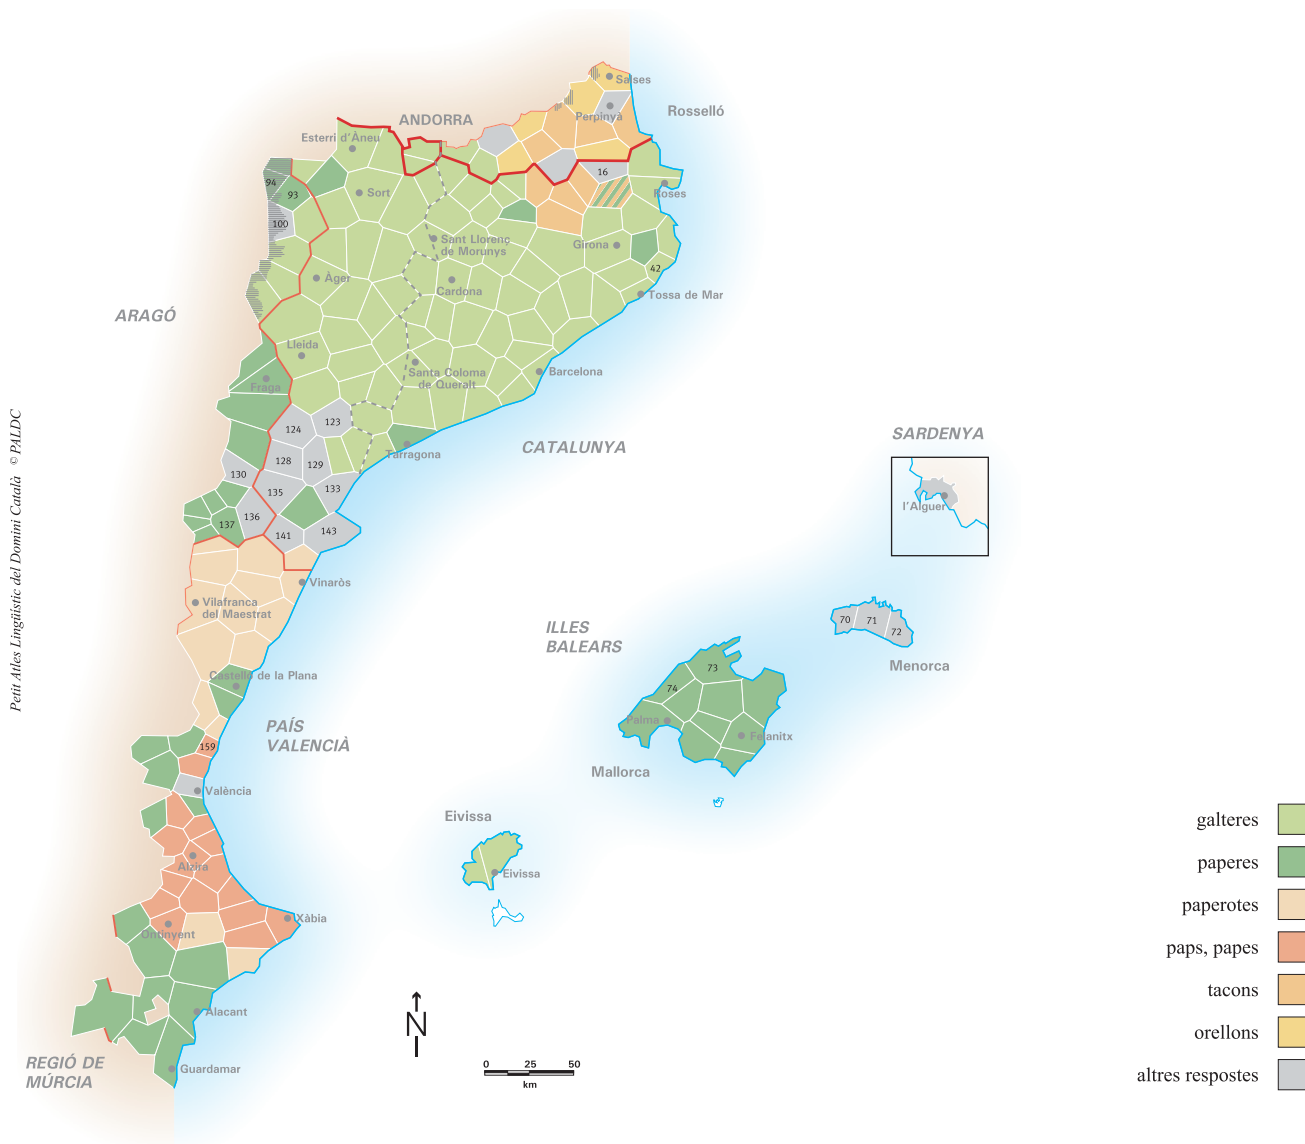 Salses
Rosselló
Perpinyà
ANDORRA
Esterri d'Àneu
16
94
93
Sort
Roses
100
Sant Llorenç
de Morunys
Girona
42
Àger
Cardona
Tossa de Mar
ARAGÓ
Lleida
Santa Coloma
de Queralt
Barcelona
Fraga
123
124
Tarragona
CATALUNYA
SARDENYA
128
129
130
133
135
l'Alguer
136
137
141
143
Vinaròs
Vilafranca
del Maestrat
ILLES
BALEARS
70
71
72
Menorca
73
74
Castelló de la Plana
Palma
Felanitx
PAÍS
VALENCIÀ
159
Mallorca
València
Eivissa
Alzira
Eivissa
Xàbia
Ontinyent
Alacant
N
REGIÓ DE
MÚRCIA
Guardamar
0 25 50
km
galteres
paperes
paperotes
paps, papes
tacons
orellons
altres respostes
Petit Atles Lingüístic del Domini Català © PALDC